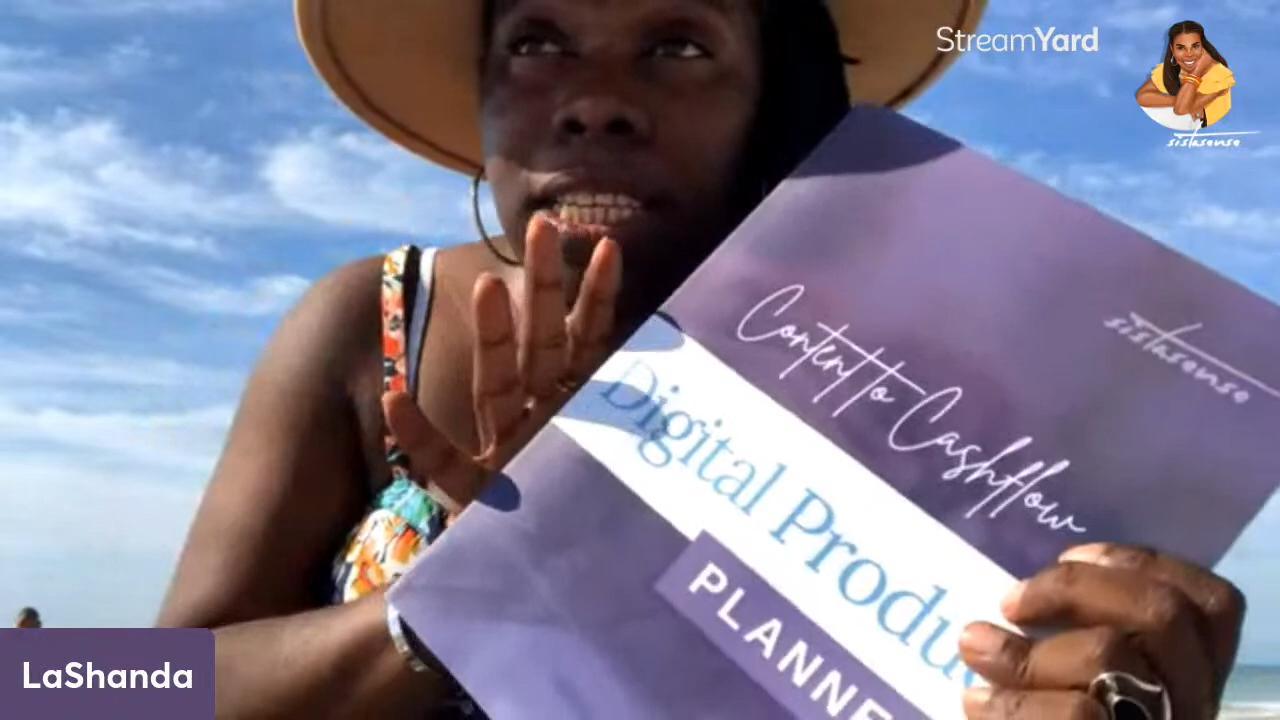 StreamYard
sistasense
sistasense
Content to Cashflow
Digital Produ
PLANNE
LaShanda